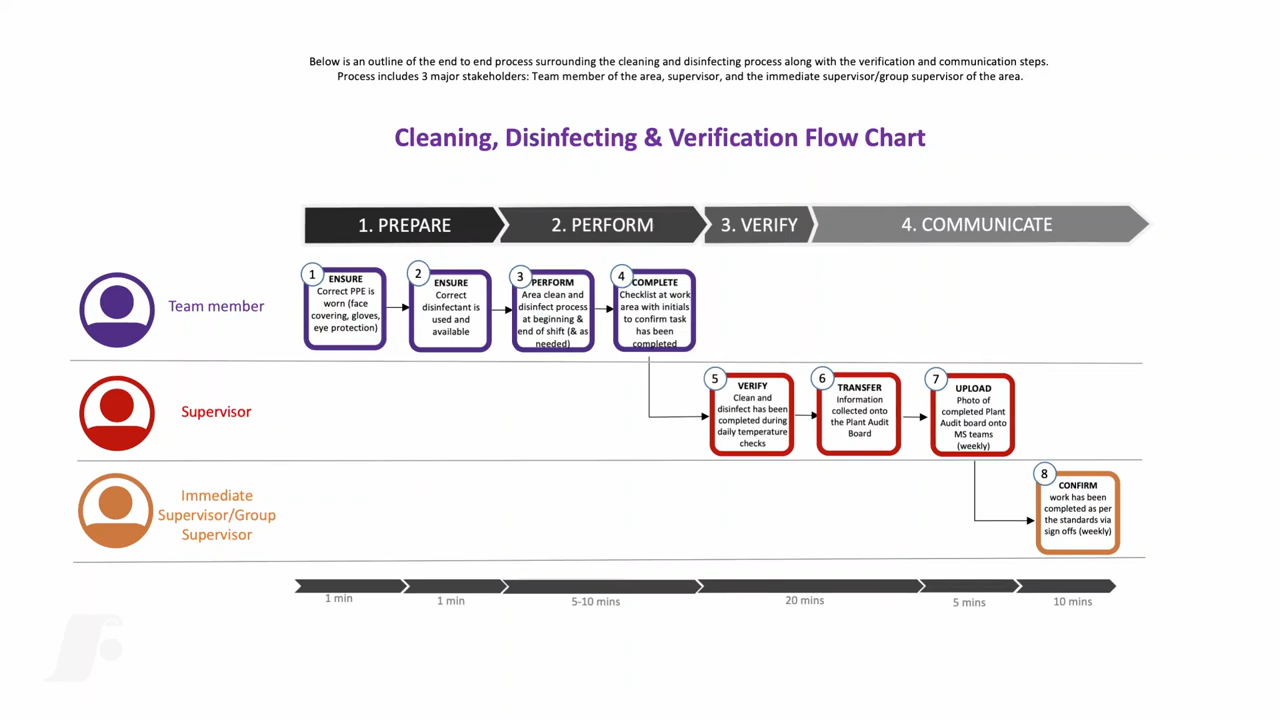 Below is an outline of the end to end process surrounding the cleaning and disinfecting process along with the verification and communication steps.
Process includes 3 major stakeholders: Team member of the area, supervisor, and the immediate supervisor/group supervisor of the area.
Cleaning, Disinfecting & Verification Flow Chart
1. PREPARE
2. PERFORM
3. VERIFY
4. COMMUNICATE
Team member
1
ENSURE
Correct PPE is
worn (face
covering, gloves,
eye protection)
2
ENSURE
Correct
disinfectant is
used and
available
3
PERFORM
Area clean and
disinfect process
at beginning &
end of shift (& as
needed)
4
COMPLETE
Checklist at work
area with initials
to confirm task
has been
completed
Supervisor
5
VERIFY
Clean and
disinfect has been
completed during
daily temperature
checks
6
TRANSFER
Information
collected onto
the Plant Audit
Board
7
UPLOAD
Photo of
completed Plant
Audit board onto
MS teams
(weekly)
Immediate
Supervisor/Group
Supervisor
8
CONFIRM
work has been
completed as per
the standards via
sign offs (weekly)
1 min
1 min
5-10 mins
20 mins
5 mins
10 mins